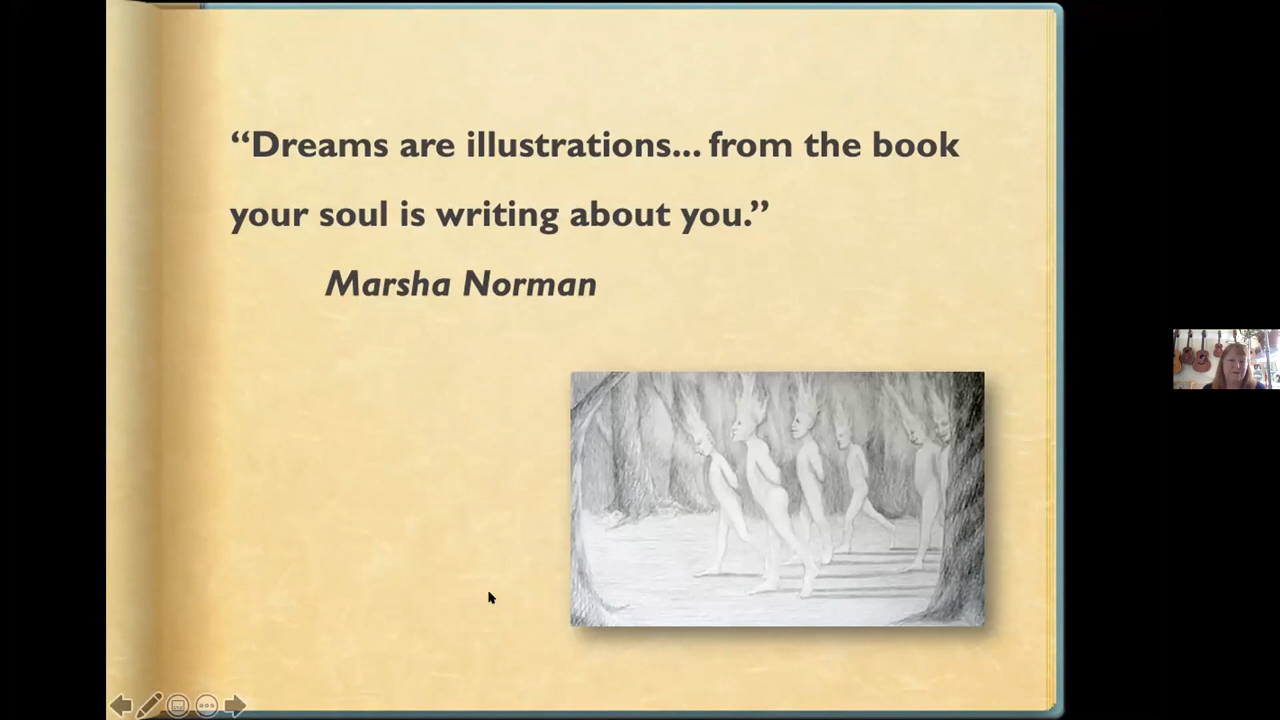 “Dreams are illustrations... from the book
your soul is writing about you.”
Marsha Norman